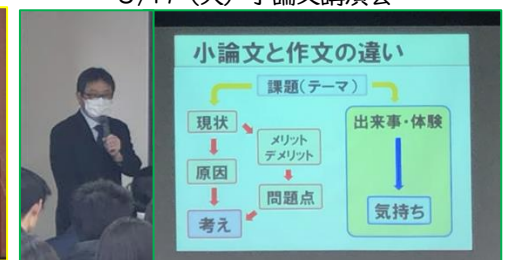 小論文と作文の違い
課題(テーマ)
現状
メリット
デメリット
原因
問題点
考え
出来事・体験
気持ち